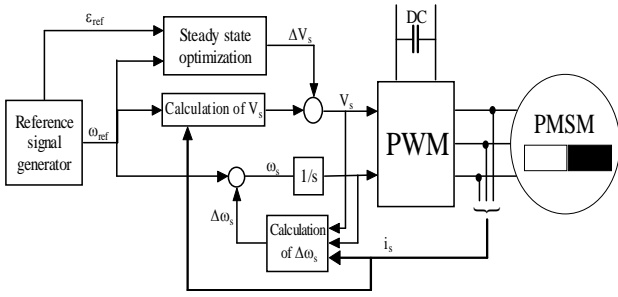 ε_ref
Steady state
optimization
ΔV_s
DC
Reference
signal
generator
ω_ref
Calculation of V_s
V_s
PWM
PMSM
ω_s
1/s
Δω_s
Calculation
of Δω_s
i_s